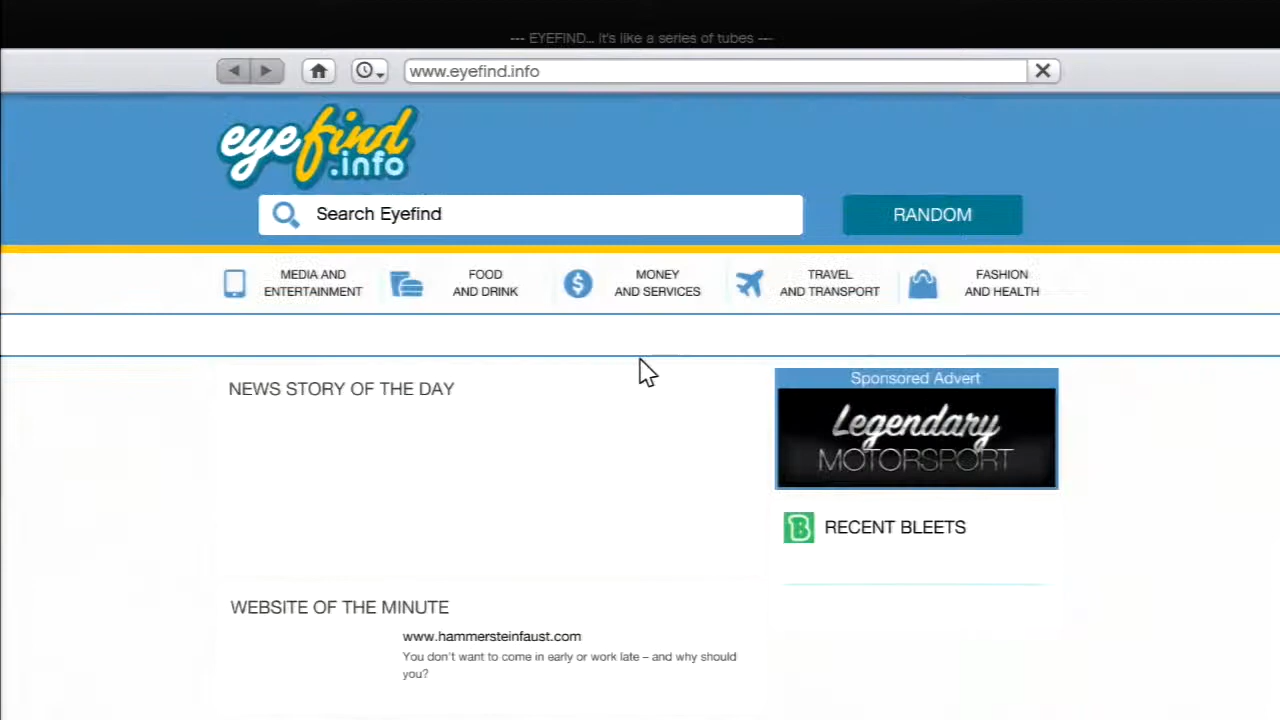 --- EYEFIND... It's like a series of tubes ---
www.eyefind.info
eyefind
.info
Search Eyefind
RANDOM
MEDIA AND
ENTERTAINMENT
FOOD
AND DRINK
MONEY
AND SERVICES
TRAVEL
AND TRANSPORT
FASHION
AND HEALTH
NEWS STORY OF THE DAY
Sponsored Advert
Legendary
MOTORSPORT
B RECENT BLEETS
WEBSITE OF THE MINUTE
www.hammersteinfaust.com
You don't want to come in early or work late – and why should
you?